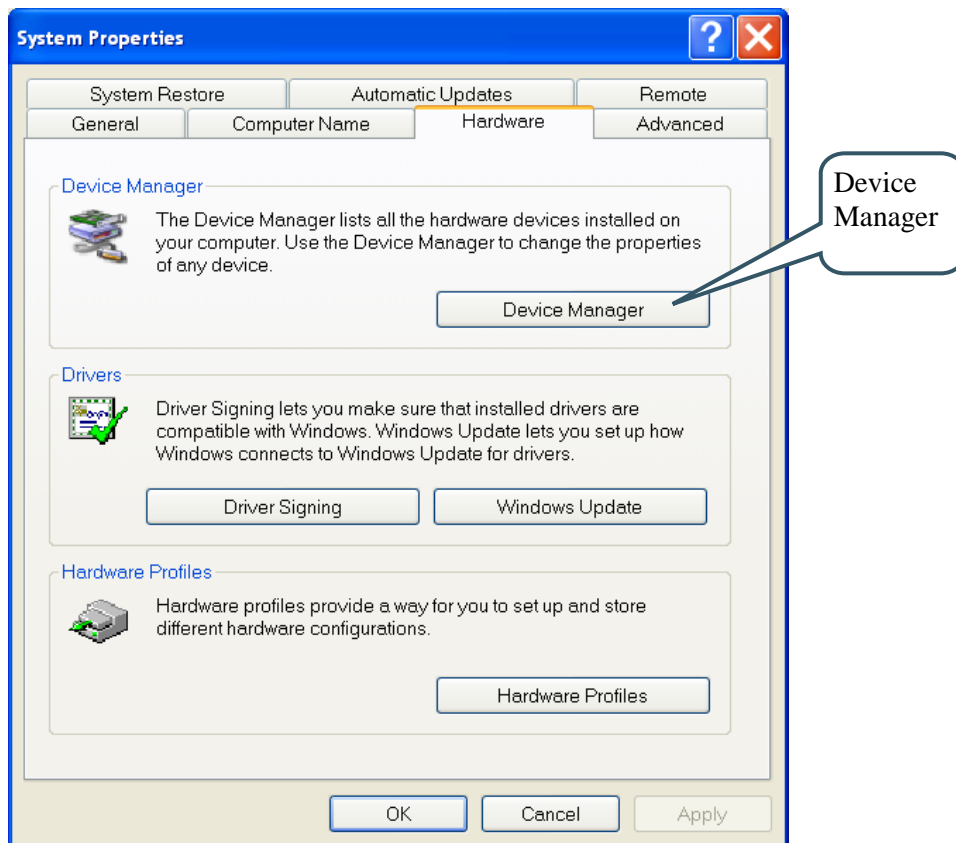 System Properties
System Restore Automatic Updates Remote
General Computer Name Hardware Advanced
Device Manager
The Device Manager lists all the hardware devices installed on
your computer. Use the Device Manager to change the properties
of any device.
Device Manager
Device
Manager
Drivers
Driver Signing lets you make sure that installed drivers are
compatible with Windows. Windows Update lets you set up how
Windows connects to Windows Update for drivers.
Driver Signing Windows Update
Hardware Profiles
Hardware profiles provide a way for you to set up and store
different hardware configurations.
Hardware Profiles
OK Cancel Apply